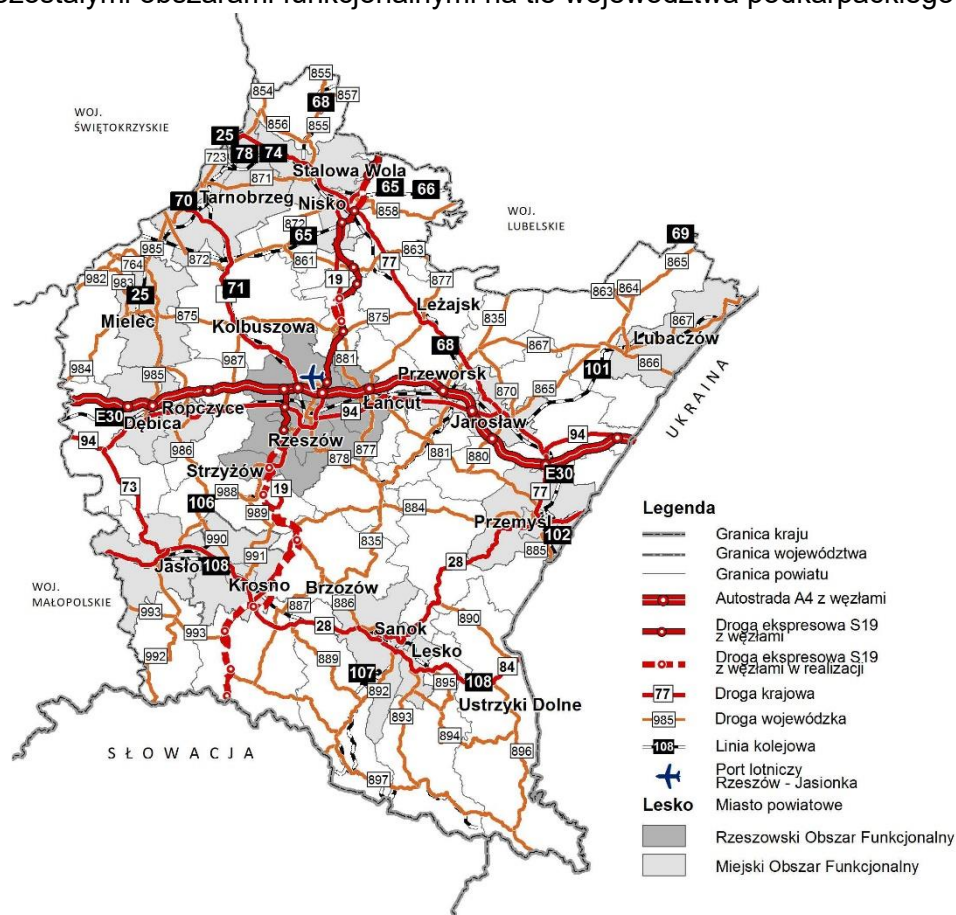 zostałymi obszarami funkcjonalnymi na tle województwa podkarpackiego
855
854
857
68
WOJ.
ŚWIĘTOKRZYSKIE
856
855
25
78
74
723
871
Stalowa Wola
65
66
70
Tarnobrzeg
Nisko
858
WOJ.
LUBELSKIE
872
65
69
985
872
861
77
863
865
764
982
983
19
877
864
863
25
71
Leżajsk
Mielec
875
Kolbuszowa
875
835
867
68
867
Lubaczów
866
987
881
101
984
985
Przeworsk
870
865
E30
Ropczyce
Łańcut
Dębica
94
Jarosław
UKRAINA
94
986
Rzeszów
877
878
881
880
94
Strzyżów
E30
73
988
19
77
106
989
884
Przemyśl
990
991
835
885
102
Jasło
108
28
WOJ.
MAŁOPOLSKIE
Krosno
Brzozów
993
887
886
890
993
28
Sanok
992
889
Lesko
84
107
892
895
108
Ustrzyki Dolne
893
SŁOWACJA
894
896
897
Legenda
Granica kraju
Granica województwa
Granica powiatu
Autostrada A4 z węzłami
Droga ekspresowa S19
z węzłami
Droga ekspresowa S19
z węzłami w realizacji
77 Droga krajowa
985 Droga wojewódzka
108 Linia kolejowa
Port lotniczy
Rzeszów - Jasionka
Lesko Miasto powiatowe
Rzeszowski Obszar Funkcjonalny
Miejski Obszar Funkcjonalny